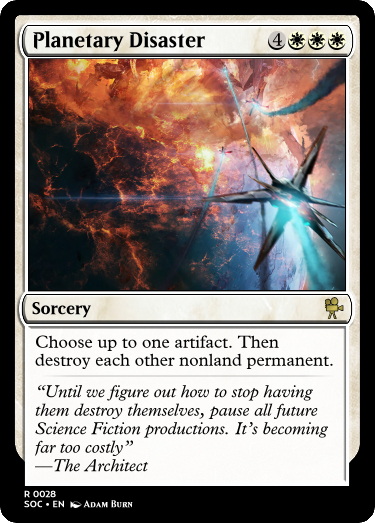 Planetary Disaster 4
Sorcery
Choose up to one artifact. Then
destroy each other nonland permanent.
“Until we figure out how to stop having
them destroy themselves, pause all future
Science Fiction productions. It’s becoming
far too costly”
—The Architect
R 0028
SOC • EN Adam Burn